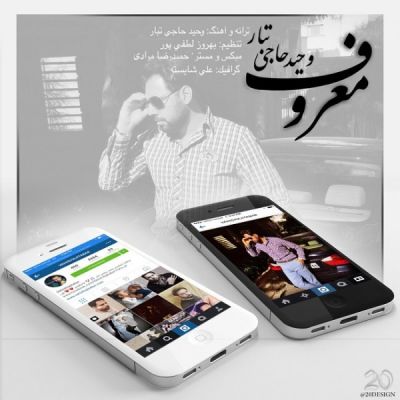 ترانه و آهنگ: وحید حاجی تبار
تنظیم: بهروز لطفی پور
میکس و مستر: حمیدرضا مرادی
گرافیک: علی شایسته
وحید حاجی تبار
معروف
20
@20DESIGN